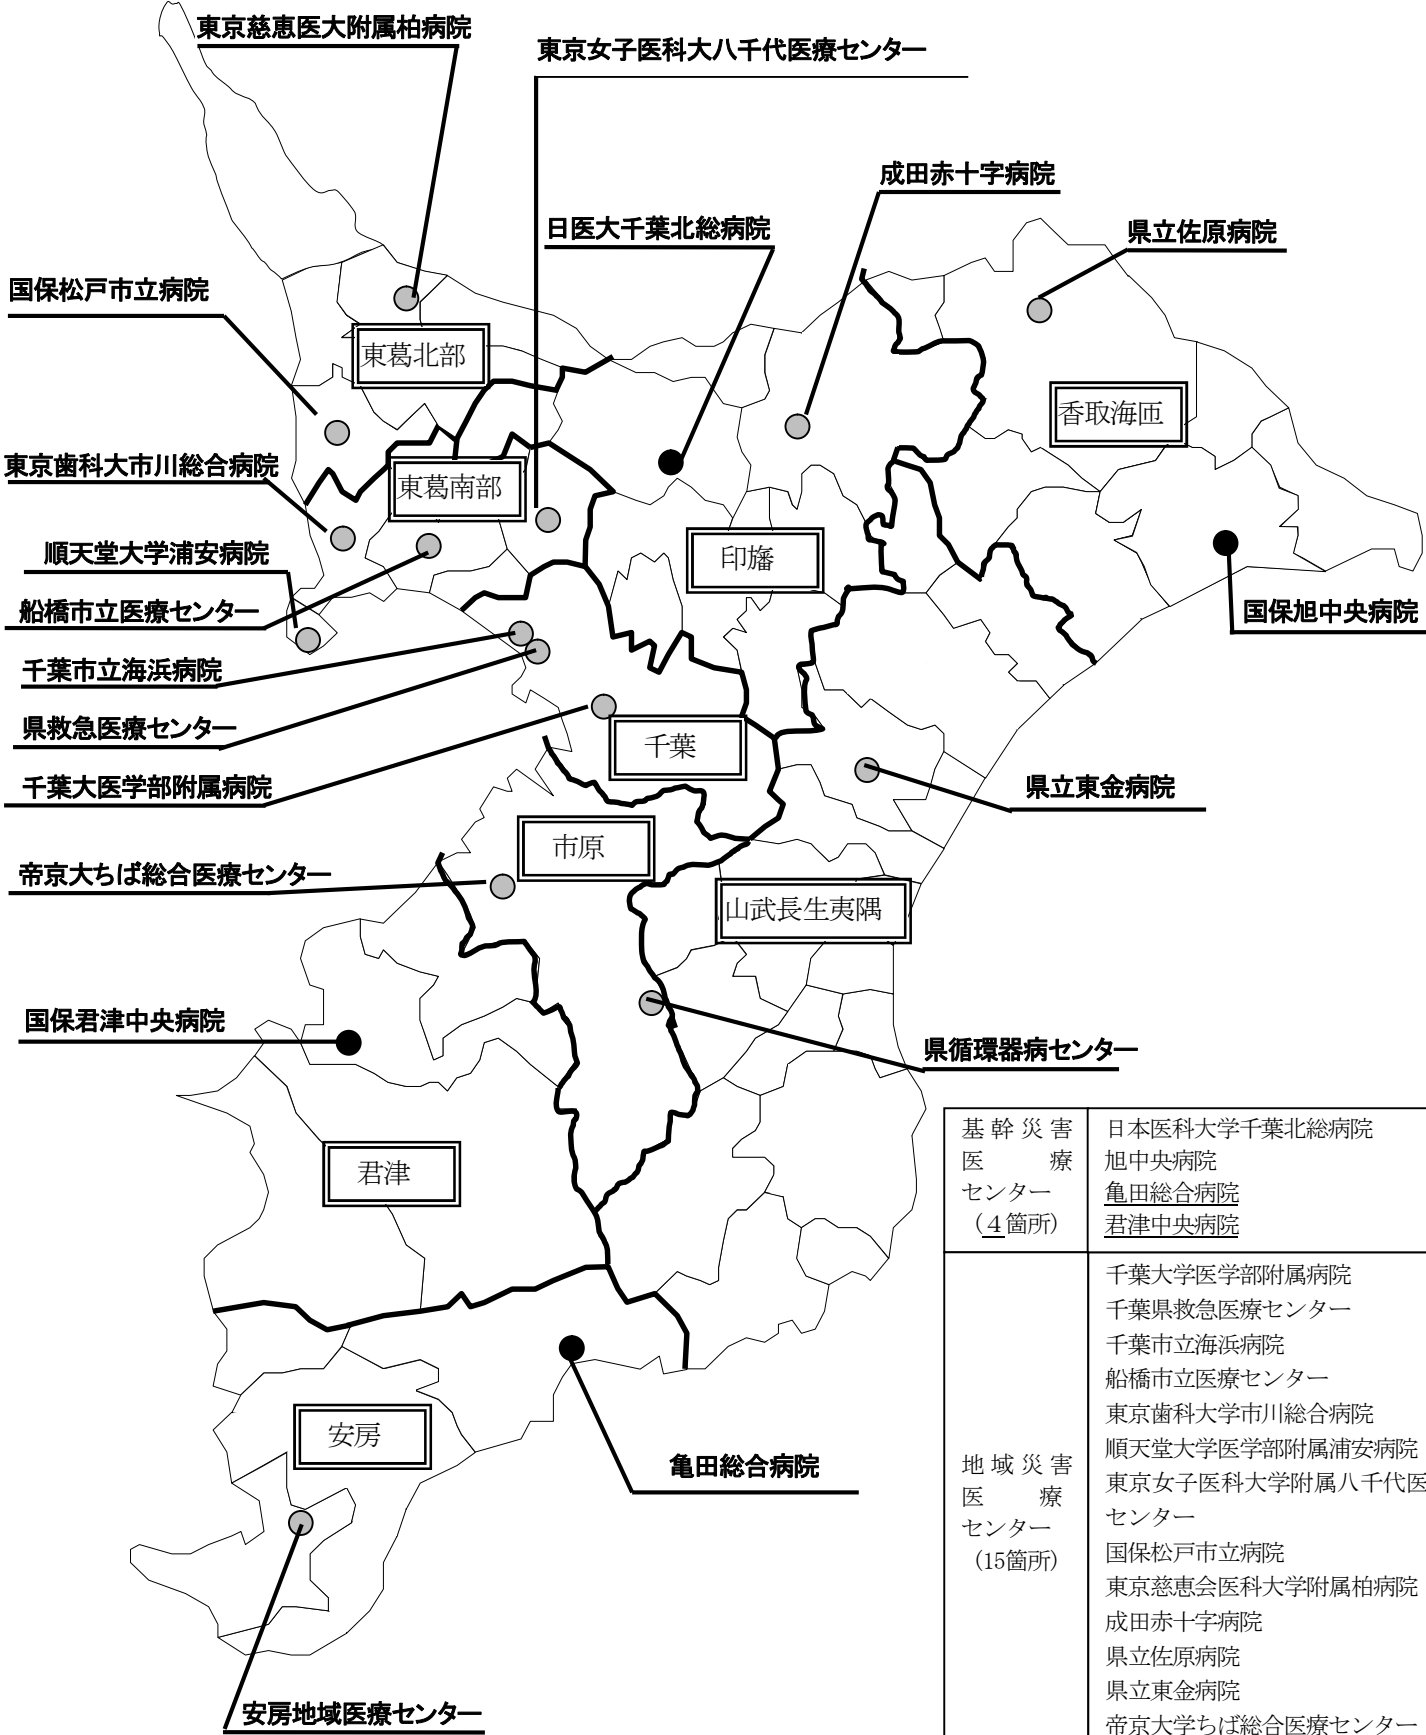 東京慈恵医大附属柏病院
東京女子医科大八千代医療センター
成田赤十字病院
日医大千葉北総病院
県立佐原病院
国保松戸市立病院
東葛北部
香取海匝
東京歯科大市川総合病院
東葛南部
順天堂大学浦安病院
印旛
船橋市立医療センター
国保旭中央病院
千葉市立海浜病院
県救急医療センター
千葉
千葉大医学部附属病院
県立東金病院
市原
帝京大ちば総合医療センター
山武長生夷隅
国保君津中央病院
県循環器病センター
君津
安房
亀田総合病院
安房地域医療センター
基幹災害
医療
センター
（4箇所）
日本医科大学千葉北総病院
旭中央病院
亀田総合病院
君津中央病院
地域災害
医療
センター
（15箇所）
千葉大学医学部附属病院
千葉県救急医療センター
千葉市立海浜病院
船橋市立医療センター
東京歯科大学市川総合病院
順天堂大学医学部附属浦安病院
東京女子医科大学附属八千代医
センター
国保松戸市立病院
東京慈恵会医科大学附属柏病院
成田赤十字病院
県立佐原病院
県立東金病院
帝京大学ちば総合医療センター